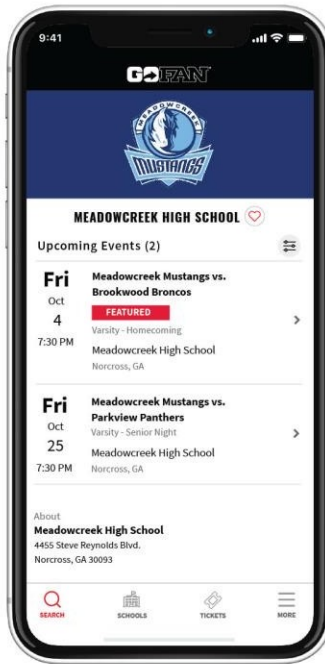 9:41
GOFAN
MEADOWCREEK
MUSTANGS
MEADOWCREEK HIGH SCHOOL
Upcoming Events (2)
Fri
Oct
4
7:30 PM
Meadowcreek Mustangs vs.
Brookwood Broncos
FEATURED
Varsity - Homecoming
Meadowcreek High School
Norcross, GA
Fri
Oct
25
7:30 PM
Meadowcreek Mustangs vs.
Parkview Panthers
Varsity - Senior Night
Meadowcreek High School
Norcross, GA
About
Meadowcreek High School
4455 Steve Reynolds Blvd.
Norcross, GA 30093
SEARCH
SCHOOLS
TICKETS
MORE